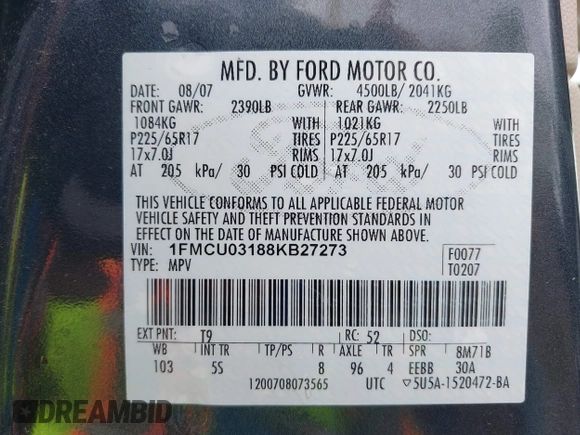 MFD. BY FORD MOTOR CO.
DATE: 08/07 GVWR: 4500LB/ 2041KG
FRONT GAWR: 2390LB REAR GAWR: 2250LB
1084KG WITH 1021KG WITH
P225/65R17 TIRES P225/65R17 TIRES
17x7.0J RIMS 17x7.0J RIMS
AT 205 kPa/ 30 PSI COLD AT 205 kPa/ 30 PSI COLD
THIS VEHICLE CONFORMS TO ALL APPLICABLE FEDERAL MOTOR
VEHICLE SAFETY AND THEFT PREVENTION STANDARDS IN
EFFECT ON THE DATE OF MANUFACTURE SHOWN ABOVE.
VIN: 1FMCU03188KB27273 F0077
TYPE: MPV T0207
EXT PNT: T9 RC: 52 DSO:
WB INT TR TP/PS R AXLE TR SPR 8M71B
103 5S 8 96 4 EEBB 30A
1200708073565 UTC ▽5U5A-1520472-BA
DREAMBID